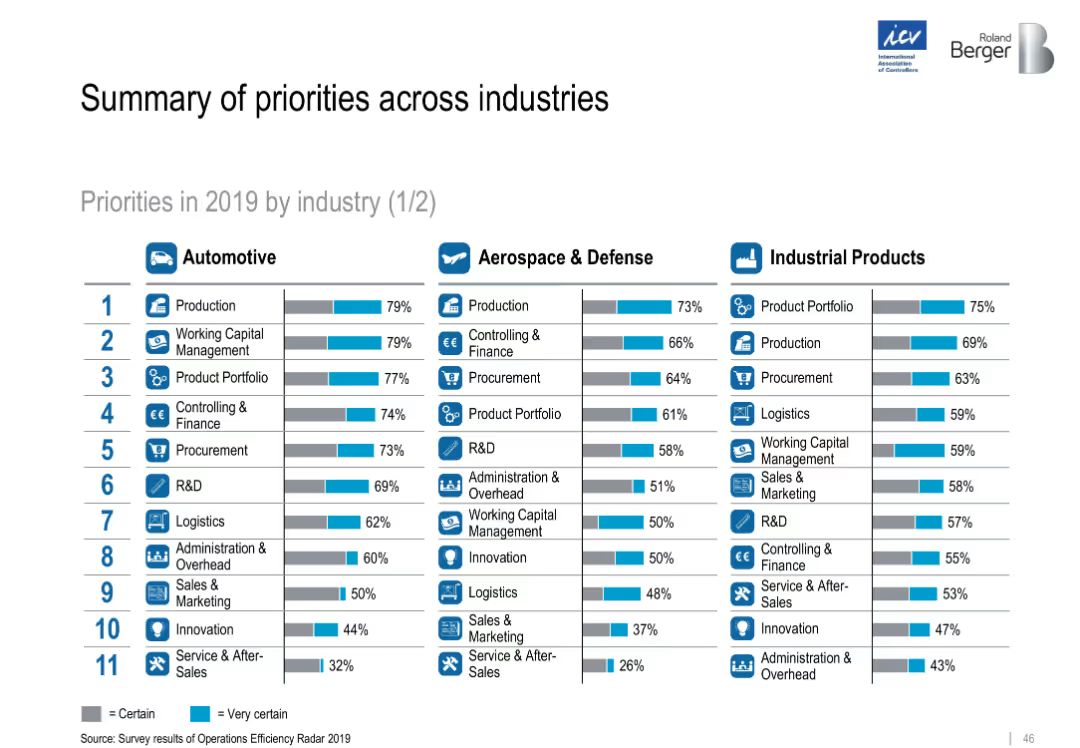 icv
International
Association
of Controllers
Roland
Berger
B
Summary of priorities across industries
Priorities in 2019 by industry (1/2)
Automotive
Aerospace & Defense
Industrial Products
1
Production
79%
Production
73%
Product Portfolio
75%
2
Working Capital
Management
79%
€€
Controlling &
Finance
66%
Production
69%
3
Product Portfolio
77%
Procurement
64%
Procurement
63%
4
€€
Controlling &
Finance
74%
Product Portfolio
61%
Logistics
59%
5
Procurement
73%
R&D
58%
Working Capital
Management
59%
6
R&D
69%
Administration &
Overhead
51%
Sales &
Marketing
58%
7
Logistics
62%
Working Capital
Management
50%
R&D
57%
8
Administration &
Overhead
60%
Innovation
50%
€€
Controlling &
Finance
55%
9
Sales &
Marketing
50%
Logistics
48%
Service & After-
Sales
53%
10
Innovation
44%
Sales &
Marketing
37%
Innovation
47%
11
Service & After-
Sales
32%
Service & After-
Sales
26%
Administration &
Overhead
43%
= Certain
= Very certain
Source: Survey results of Operations Efficiency Radar 2019
46